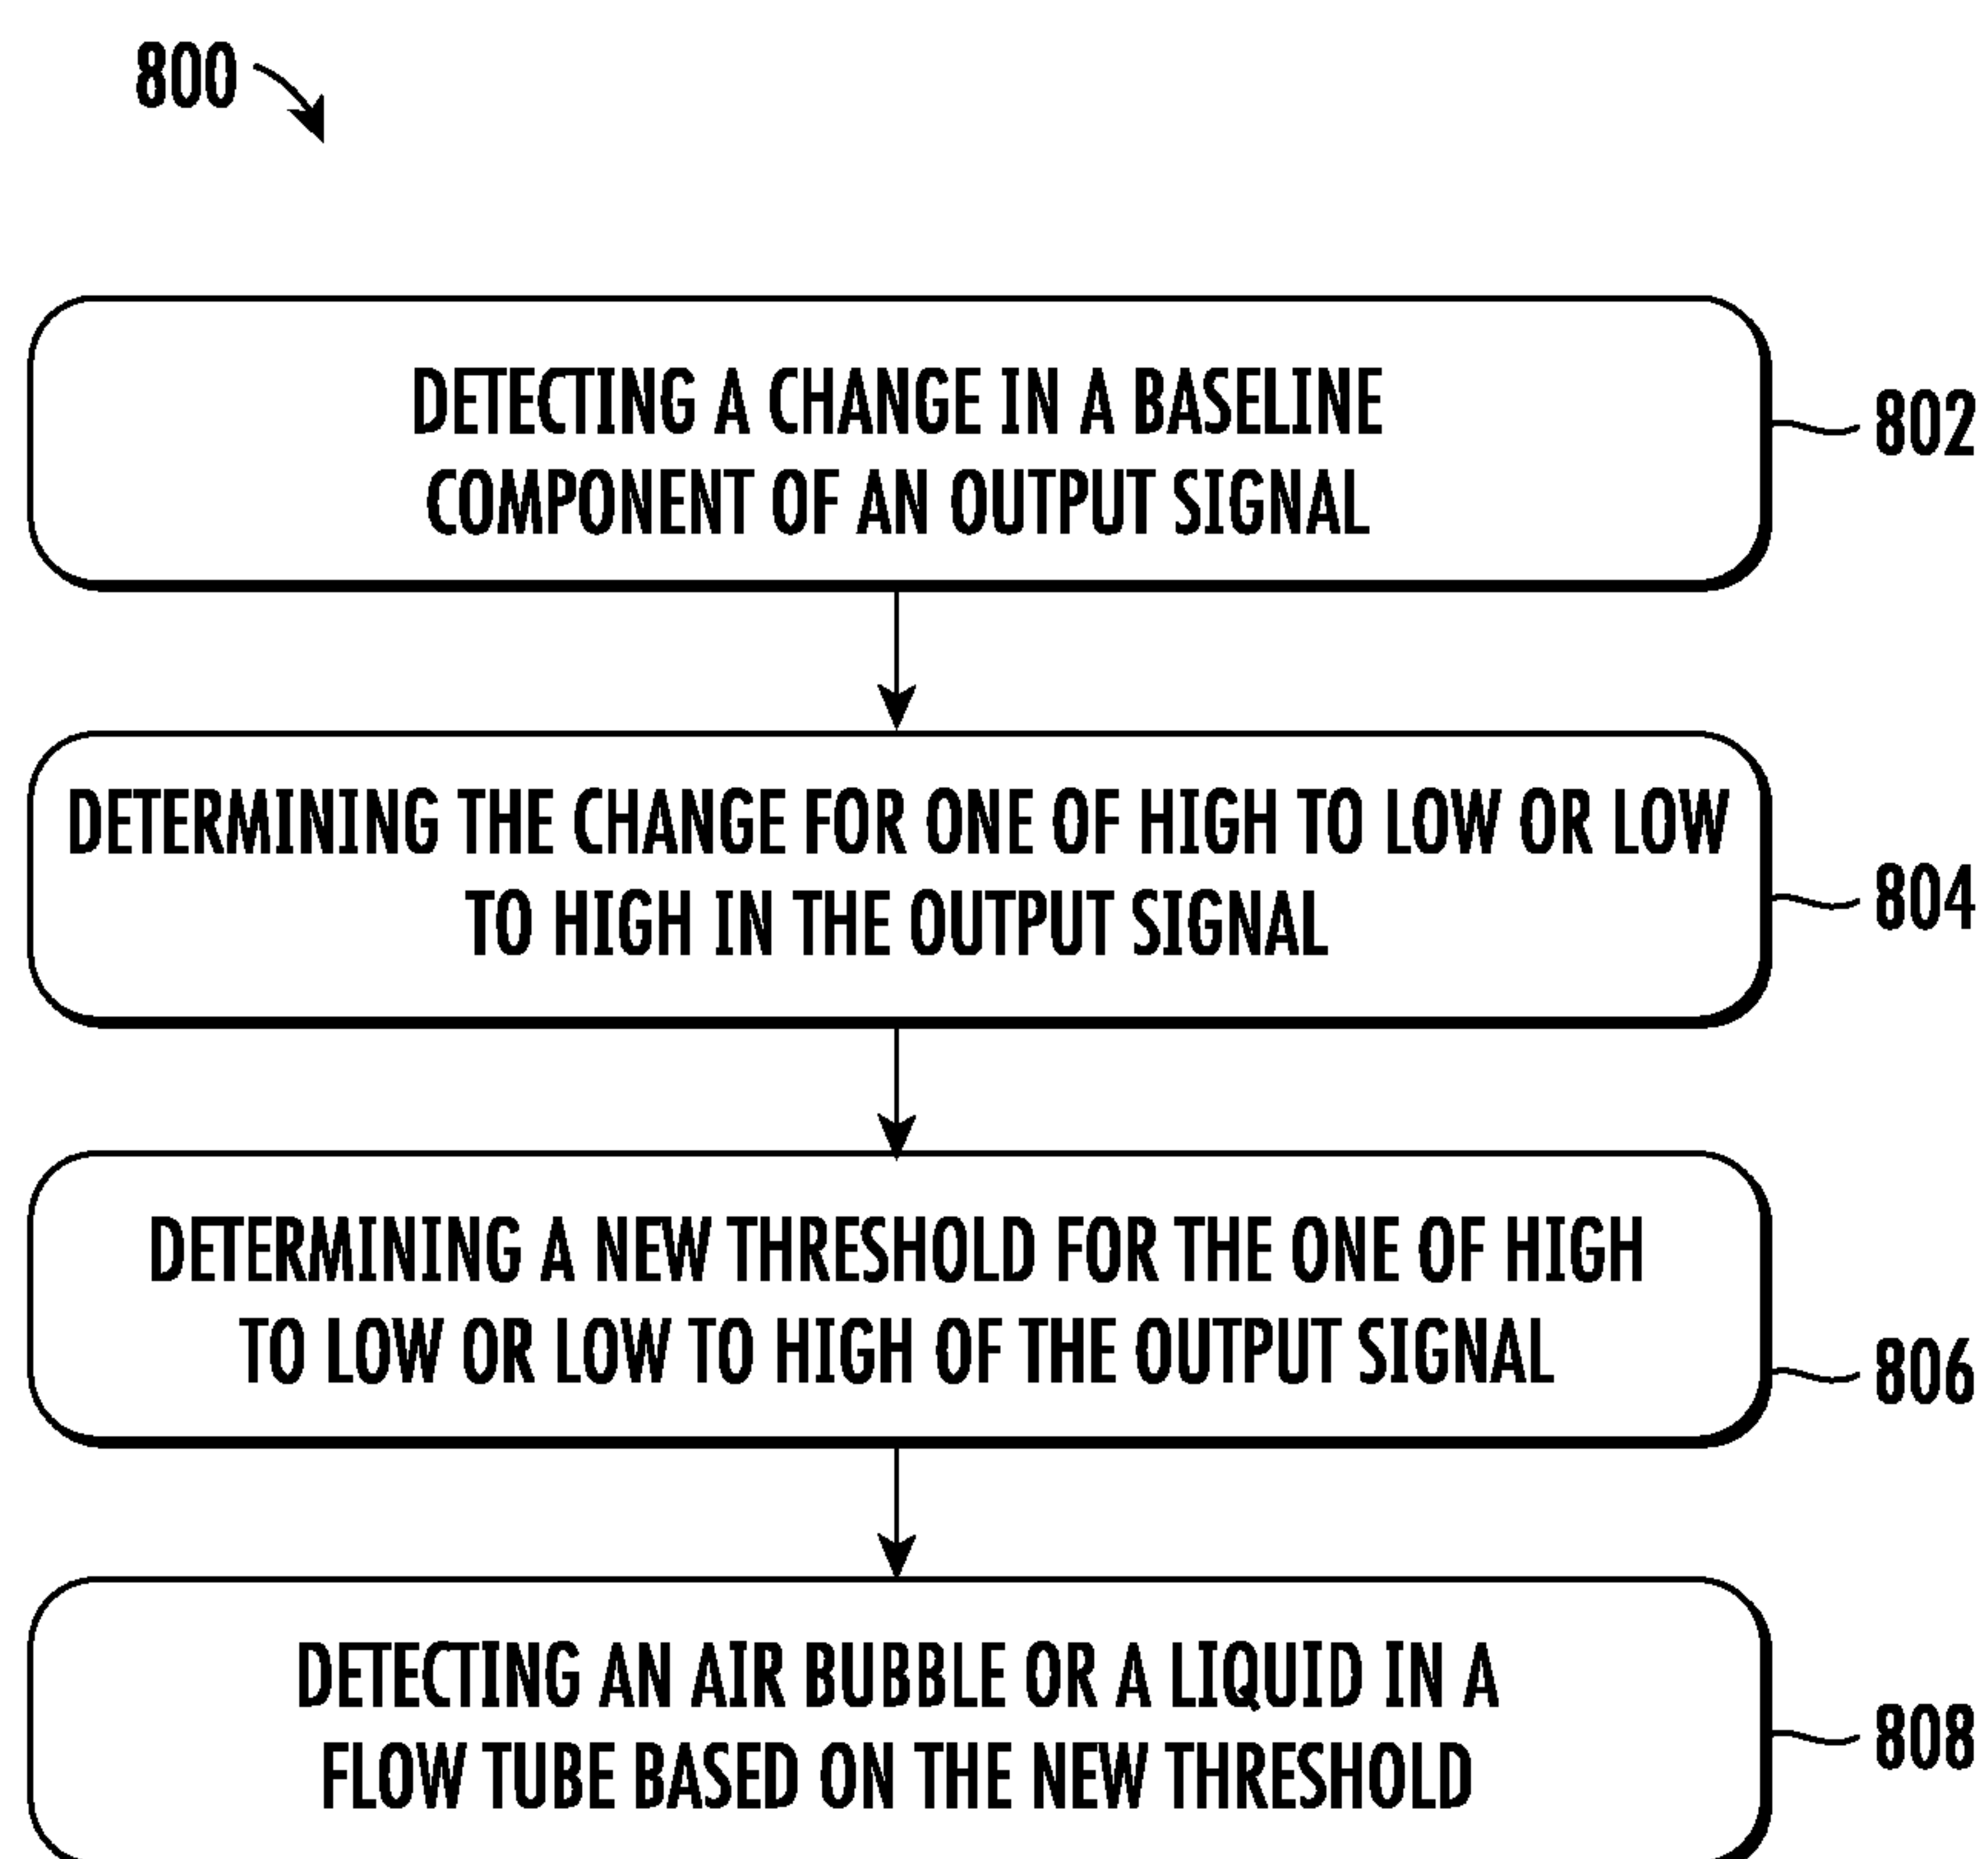 800
DETECTING A CHANGE IN A BASELINE
COMPONENT OF AN OUTPUT SIGNAL
802
DETERMINING THE CHANGE FOR ONE OF HIGH TO LOW OR LOW
TO HIGH IN THE OUTPUT SIGNAL
804
DETERMINING A NEW THRESHOLD FOR THE ONE OF HIGH
TO LOW OR LOW TO HIGH OF THE OUTPUT SIGNAL
806
DETECTING AN AIR BUBBLE OR A LIQUID IN A
FLOW TUBE BASED ON THE NEW THRESHOLD
808